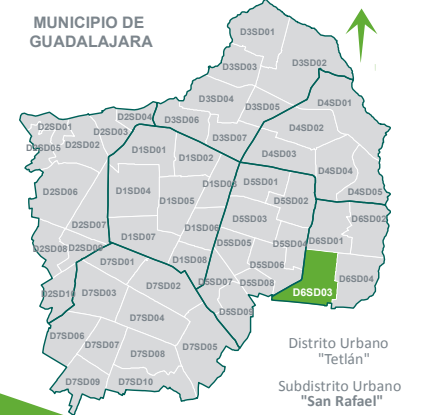 MUNICIPIO DE
GUADALAJARA
D3SD01
D3SD02
D3SD03
D3SD04
D3SD05
D3SD06
D3SD07
D4SD01
D4SD02
D4SD03
D4SD04
D4SD05
D2SD04
D2SD01
D2SD03
D2SD05
D2SD02
D2SD06
D2SD07
D2SD08
D2SD09
D2SD10
D1SD01
D1SD02
D1SD03
D1SD04
D1SD05
D1SD06
D1SD07
D1SD08
D5SD01
D5SD02
D5SD03
D5SD04
D5SD05
D5SD06
D5SD07
D5SD08
D5SD09
D6SD02
D6SD01
D6SD04
D6SD03
D7SD01
D7SD02
D7SD03
D7SD04
D7SD05
D7SD06
D7SD07
D7SD08
D7SD09
D7SD10
Distrito Urbano
"Tetlán"
Subdistrito Urbano
"San Rafael"